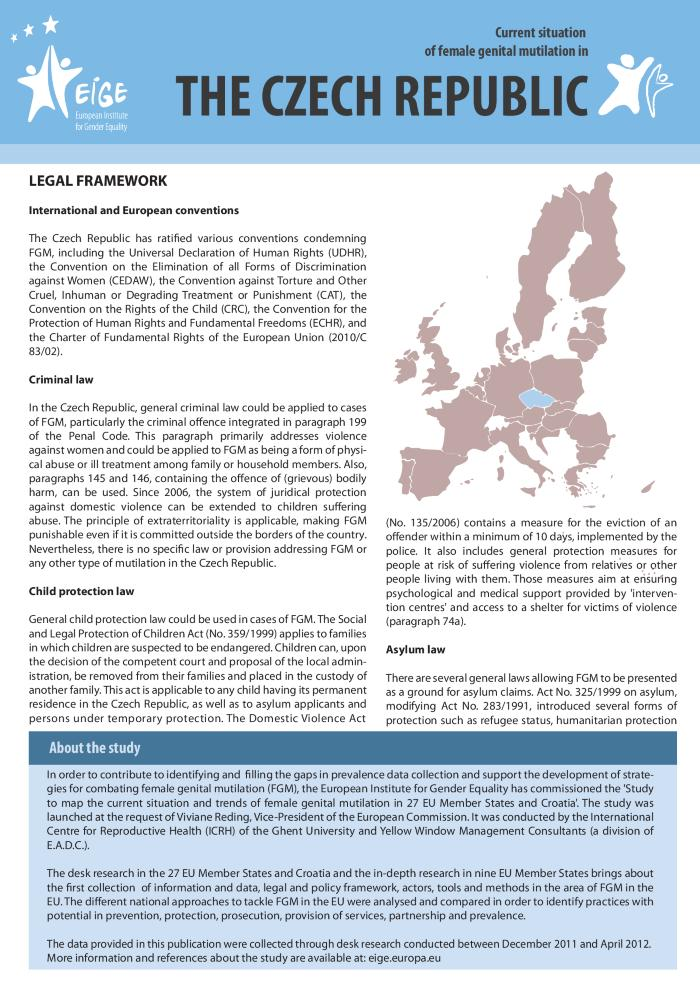 Current situation
of female genital mutilation in
THE CZECH REPUBLIC
EIGE
European Institute
for Gender Equality
LEGAL FRAMEWORK
International and European conventions
The Czech Republic has ratified various conventions condemning
FGM, including the Universal Declaration of Human Rights (UDHR),
the Convention on the Elimination of all Forms of Discrimination
against Women (CEDAW), the Convention against Torture and Other
Cruel, Inhuman or Degrading Treatment or Punishment (CAT), the
Convention on the Rights of the Child (CRC), the Convention for the
Protection of Human Rights and Fundamental Freedoms (ECHR), and
the Charter of Fundamental Rights of the European Union (2010/C
83/02).
Criminal law
In the Czech Republic, general criminal law could be applied to cases
of FGM, particularly the criminal offence integrated in paragraph 199
of the Penal Code. This paragraph primarily addresses violence
against women and could be applied to FGM as being a form of physi-
cal abuse or ill treatment among family or household members. Also,
paragraphs 145 and 146, containing the offence of (grievous) bodily
harm, can be used. Since 2006, the system of juridical protection
against domestic violence can be extended to children suffering
abuse. The principle of extraterritoriality is applicable, making FGM
punishable even if it is committed outside the borders of the country.
Nevertheless, there is no specific law or provision addressing FGM or
any other type of mutilation in the Czech Republic.
Child protection law
General child protection law could be used in cases of FGM. The Social
and Legal Protection of Children Act (No. 359/1999) applies to families
in which children are suspected to be endangered. Children can, upon
the decision of the competent court and proposal of the local admin-
istration, be removed from their families and placed in the custody of
another family. This act is applicable to any child having its permanent
residence in the Czech Republic, as well as to asylum applicants and
persons under temporary protection. The Domestic Violence Act
(No. 135/2006) contains a measure for the eviction of an
offender within a minimum of 10 days, implemented by the
police. It also includes general protection measures for
people at risk of suffering violence from relatives or other
people living with them. Those measures aim at ensuring
psychological and medical support provided by 'interven-
tion centres' and access to a shelter for victims of violence
(paragraph 74a).
Asylum law
There are several general laws allowing FGM to be presented
as a ground for asylum claims. Act No. 325/1999 on asylum,
modifying Act No. 283/1991, introduced several forms of
protection such as refugee status, humanitarian protection
About the study
In order to contribute to identifying and filling the gaps in prevalence data collection and support the development of strate-
gies for combating female genital mutilation (FGM), the European Institute for Gender Equality has commissioned the 'Study
to map the current situation and trends of female genital mutilation in 27 EU Member States and Croatia'. The study was
launched at the request of Viviane Reding, Vice-President of the European Commission. It was conducted by the International
Centre for Reproductive Health (ICRH) of the Ghent University and Yellow Window Management Consultants (a division of
E.A.D.C.).
The desk research in the 27 EU Member States and Croatia and the in-depth research in nine EU Member States brings about
the first collection of information and data, legal and policy framework, actors, tools and methods in the area of FGM in the
EU. The different national approaches to tackle FGM in the EU were analysed and compared in order to identify practices with
potential in prevention, protection, prosecution, provision of services, partnership and prevalence.
The data provided in this publication were collected through desk research conducted between December 2011 and April 2012.
More information and references about the study are available at: eige.europa.eu